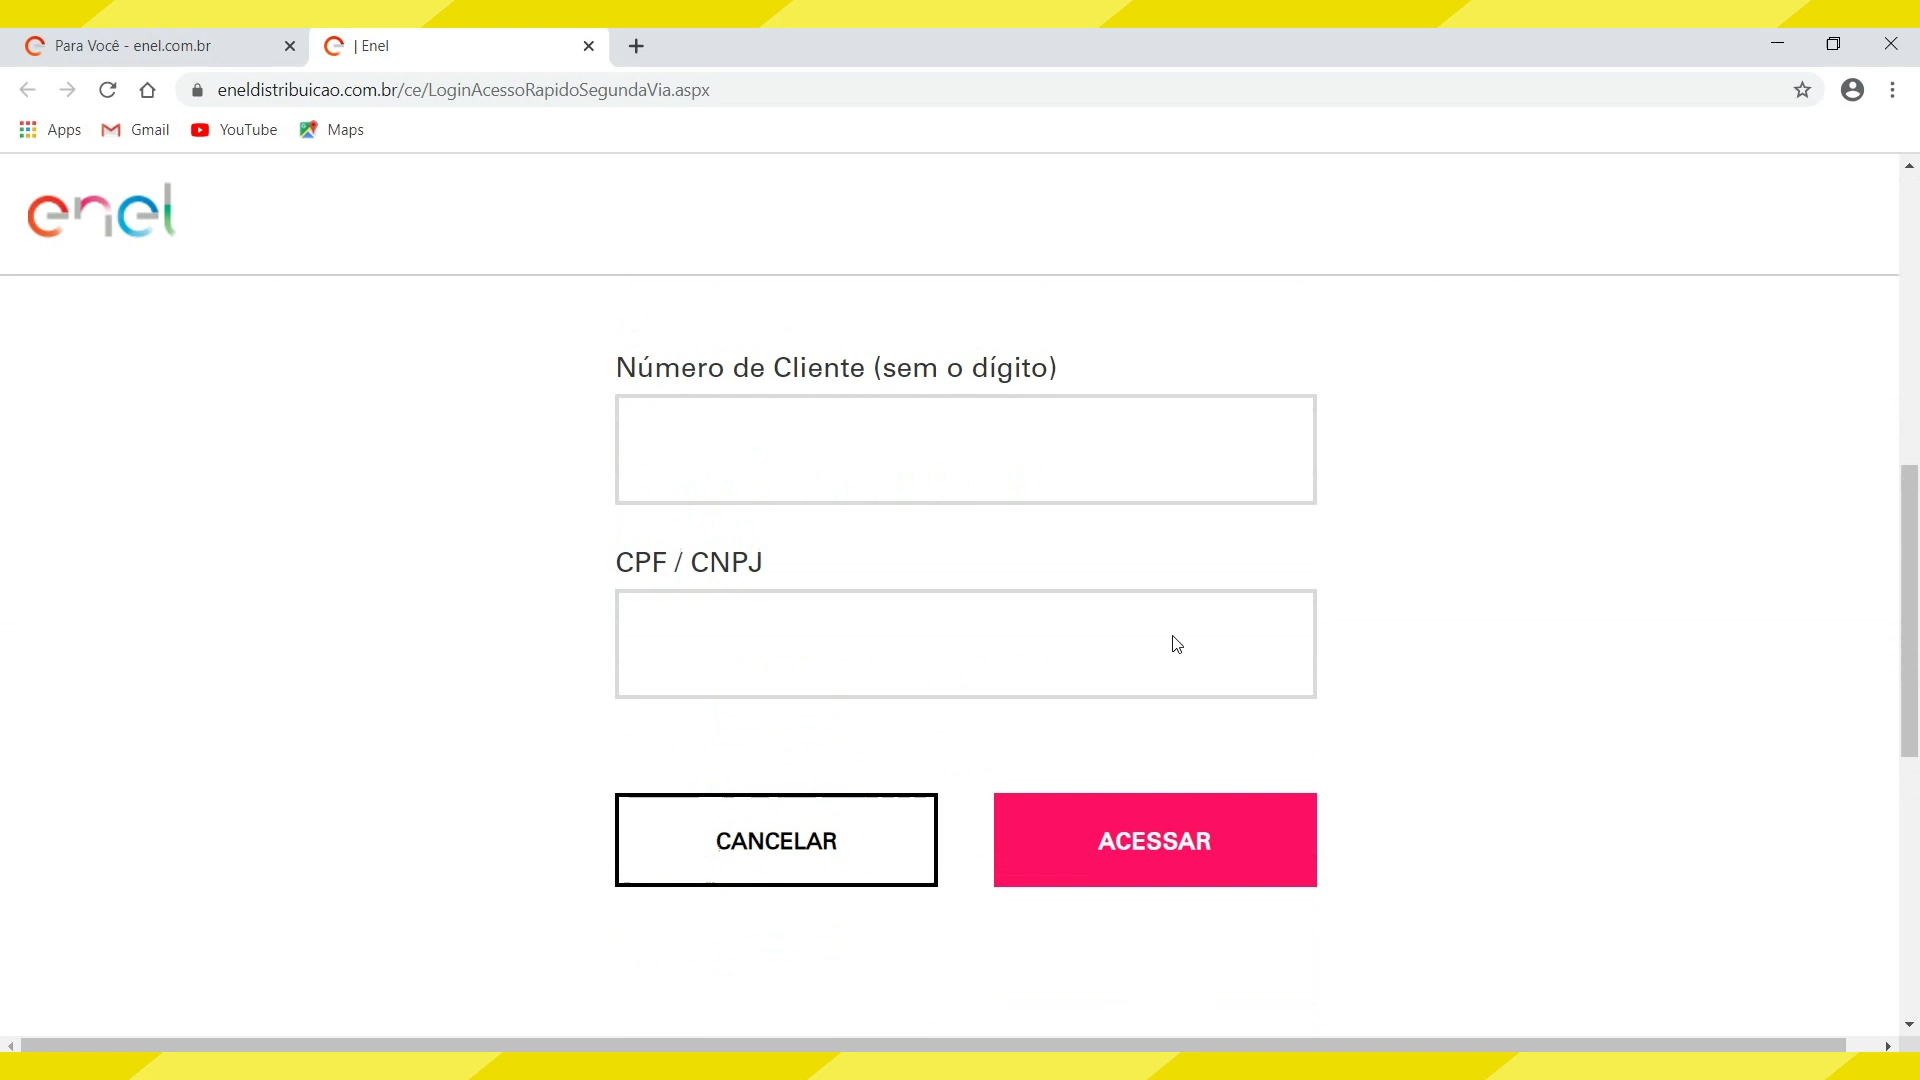 Para Você - enel.com.br
| Enel
eneldistribuicao.com.br/ce/LoginAcessoRapidoSegundaVia.aspx
Apps
Gmail
YouTube
Maps
enel
Número de Cliente (sem o dígito)
CPF / CNPJ
CANCELAR
ACESSAR